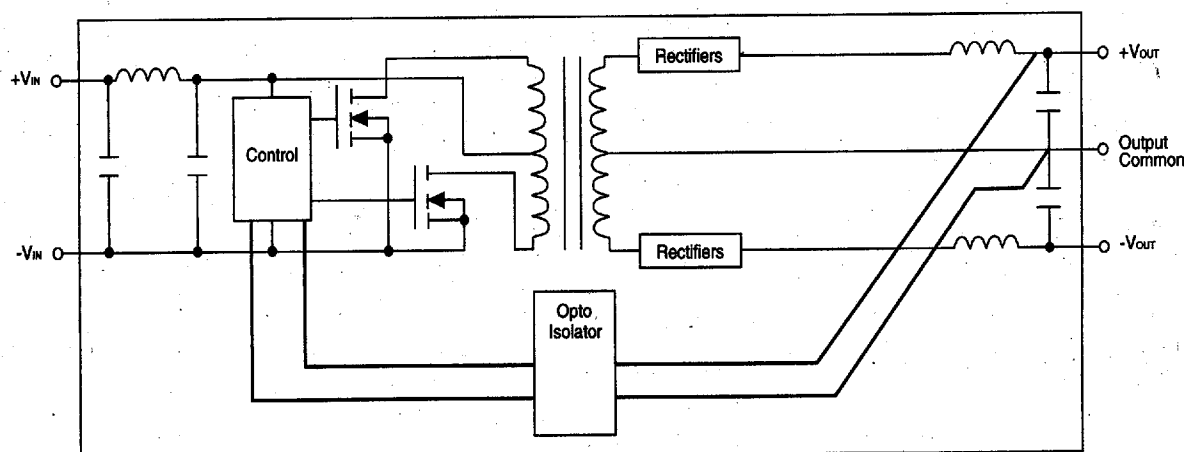 Rectifiers
+VOUT
+VIN
Control
Output
Common
-VIN
Rectifiers
-VOUT
Opto
Isolator